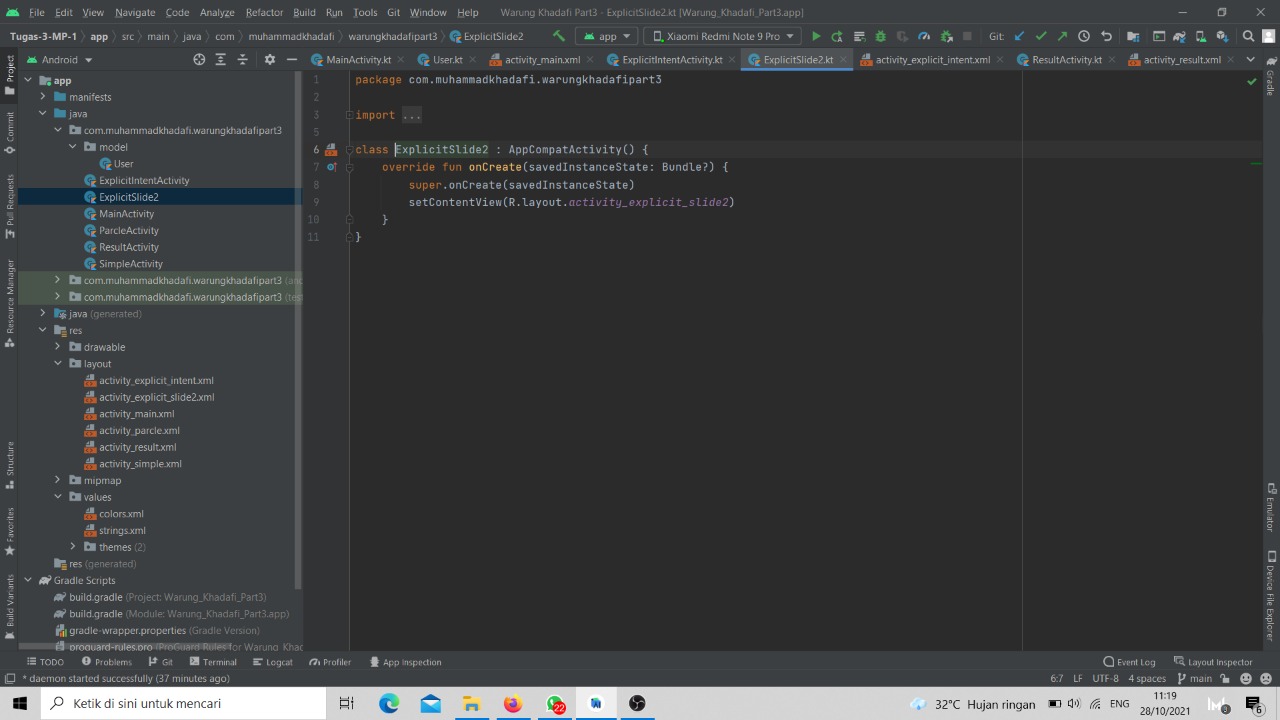 File Edit View Navigate Code Analyze Refactor Build Run Tools Git Window Help Warung Khadafi Part3 - ExplicitSlide2.kt [Warung_Khadafi_Part3.app]
Tugas-3-MP-1 app src main java com muhammadkhadafi warungkhadafipart3 ExplicitSlide2 app Xiaomi Redmi Note 9 Pro Git:
Android MainActivity.kt User.kt activity_main.xml ExplicitIntentActivity.kt ExplicitSlide2.kt activity_explicit_intent.xml ResultActivity.kt activity_result.xml
Project
Commit
Pull Requests
Resource Manager
Structure
Favorites
Build Variants
app
manifests
java
com.muhammadkhadafi.warungkhadafipart3
model
User
ExplicitIntentActivity
ExplicitSlide2
MainActivity
ParcleActivity
ResultActivity
SimpleActivity
com.muhammadkhadafi.warungkhadafipart3 (and
com.muhammadkhadafi.warungkhadafipart3 (tes
java (generated)
res
drawable
layout
activity_explicit_intent.xml
activity_explicit_slide2.xml
activity_main.xml
activity_parcle.xml
activity_result.xml
activity_simple.xml
mipmap
values
colors.xml
strings.xml
themes (2)
res (generated)
Gradle Scripts
build.gradle (Project: Warung_Khadafi_Part3)
build.gradle (Module: Warung_Khadafi_Part3.app)
gradle-wrapper.properties (Gradle Version)
proguard-rules.pro (ProGuard Rules for Warung_Khad
1 package com.muhammadkhadafi.warungkhadafipart3
2
3 import ...
5
6 class ExplicitSlide2 : AppCompatActivity() {
7 override fun onCreate(savedInstanceState: Bundle?) {
8 super.onCreate(savedInstanceState)
9 setContentView(R.layout.activity_explicit_slide2)
10 }
11 }
Gradle
Emulator
Device File Explorer
TODO Problems Git Terminal Logcat Profiler App Inspection Event Log Layout Inspector
* daemon started successfully (37 minutes ago) 6:7 LF UTF-8 4 spaces main
Ketik di sini untuk mencari 22 32°C Hujan ringan ENG 11:19
28/10/2021 6